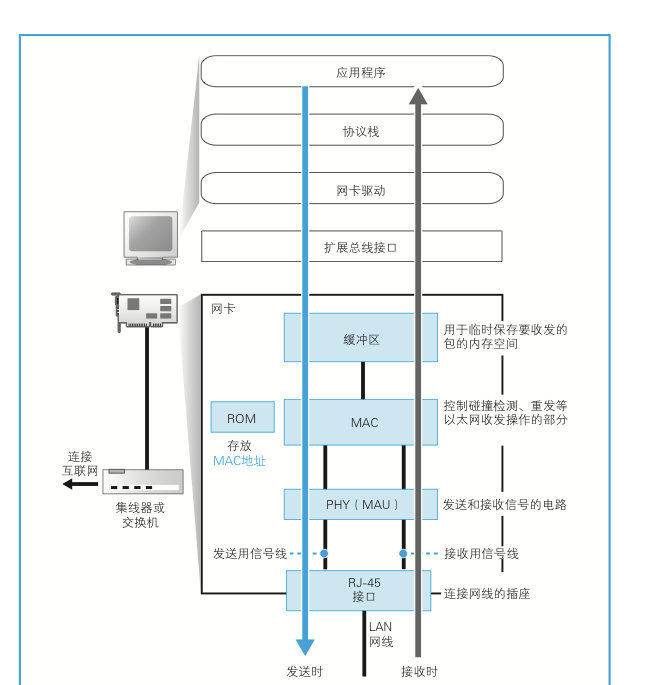 应用程序
协议栈
网卡驱动
扩展总线接口
网卡
缓冲区
用于临时保存要收发的
包的内存空间
ROM
存放
MAC地址
MAC
控制碰撞检测、重发等
以太网收发操作的部分
连接
互联网
集线器或
交换机
PHY（MAU）
发送和接收信号的电路
发送用信号线
接收用信号线
RJ-45
接口
连接网线的插座
LAN
网线
发送时
接收时